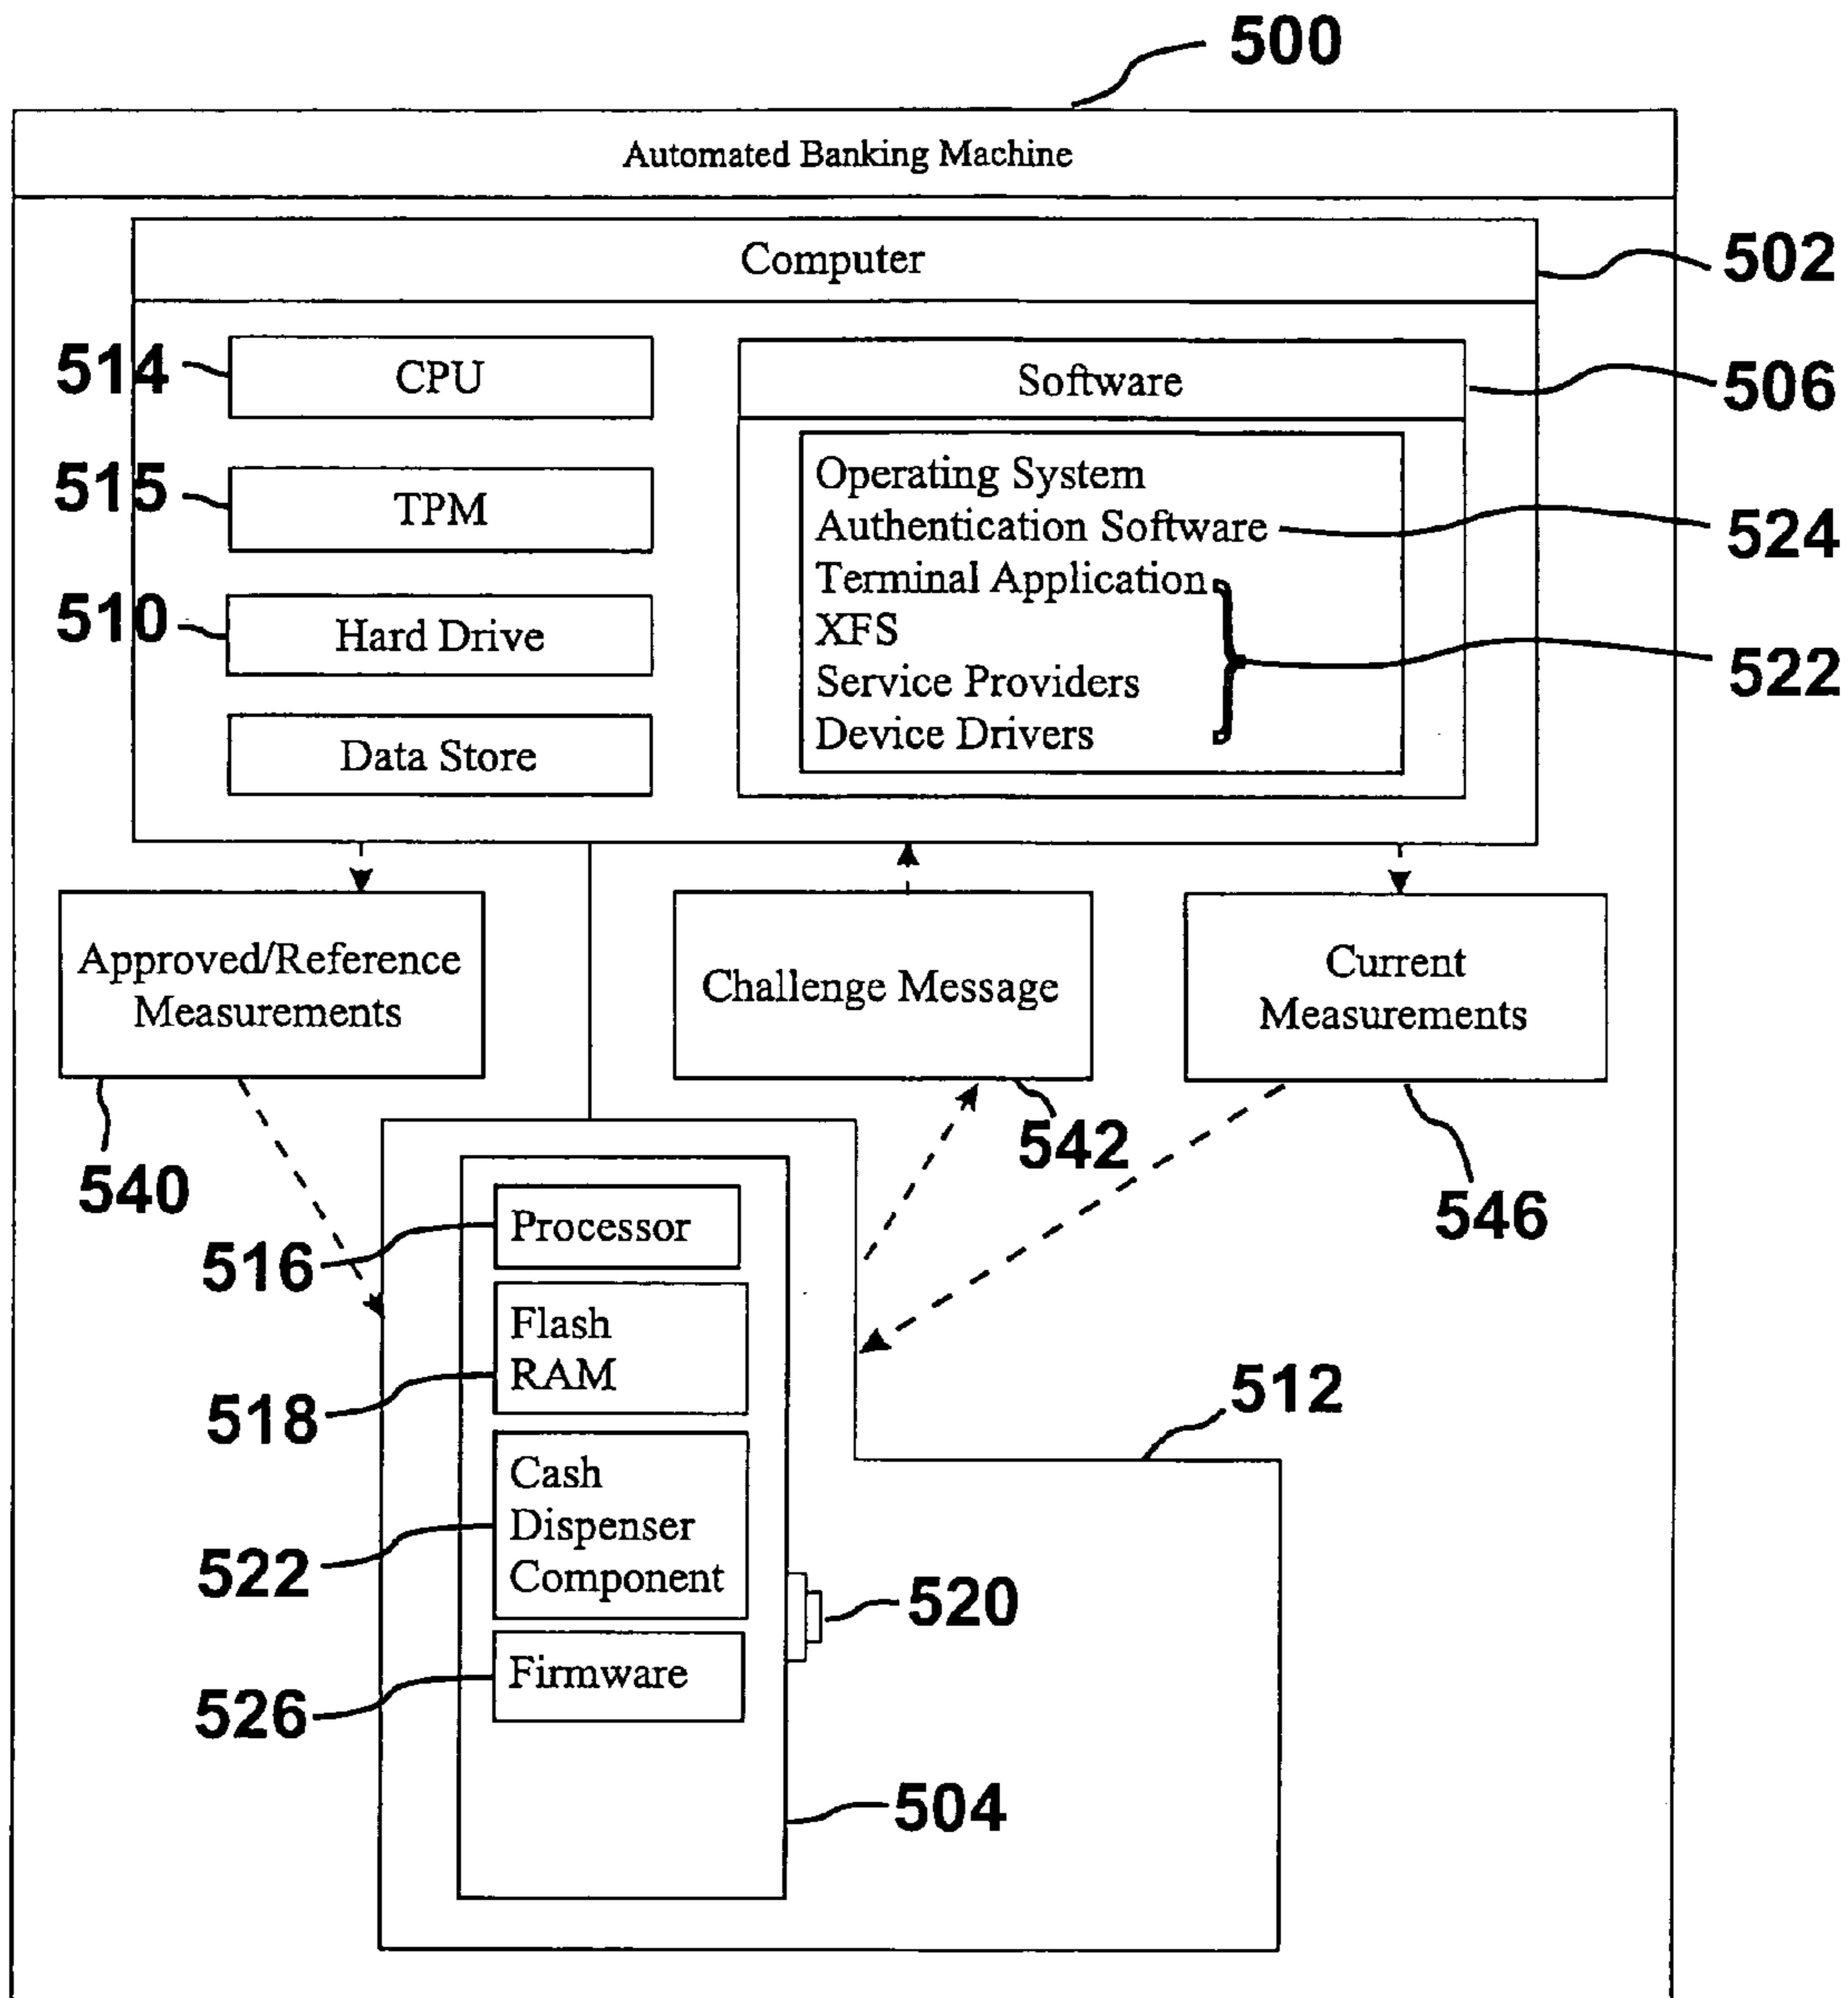 500
Automated Banking Machine
Computer
502
514
CPU
Software
506
515
TPM
Operating System
Authentication Software
524
Terminal Application
510
Hard Drive
XFS
Service Providers
522
Device Drivers
Data Store
Approved/Reference
Measurements
Challenge Message
Current
Measurements
540
542
546
516
Processor
Flash
RAM
518
512
Cash
Dispenser
Component
522
520
Firmware
526
504